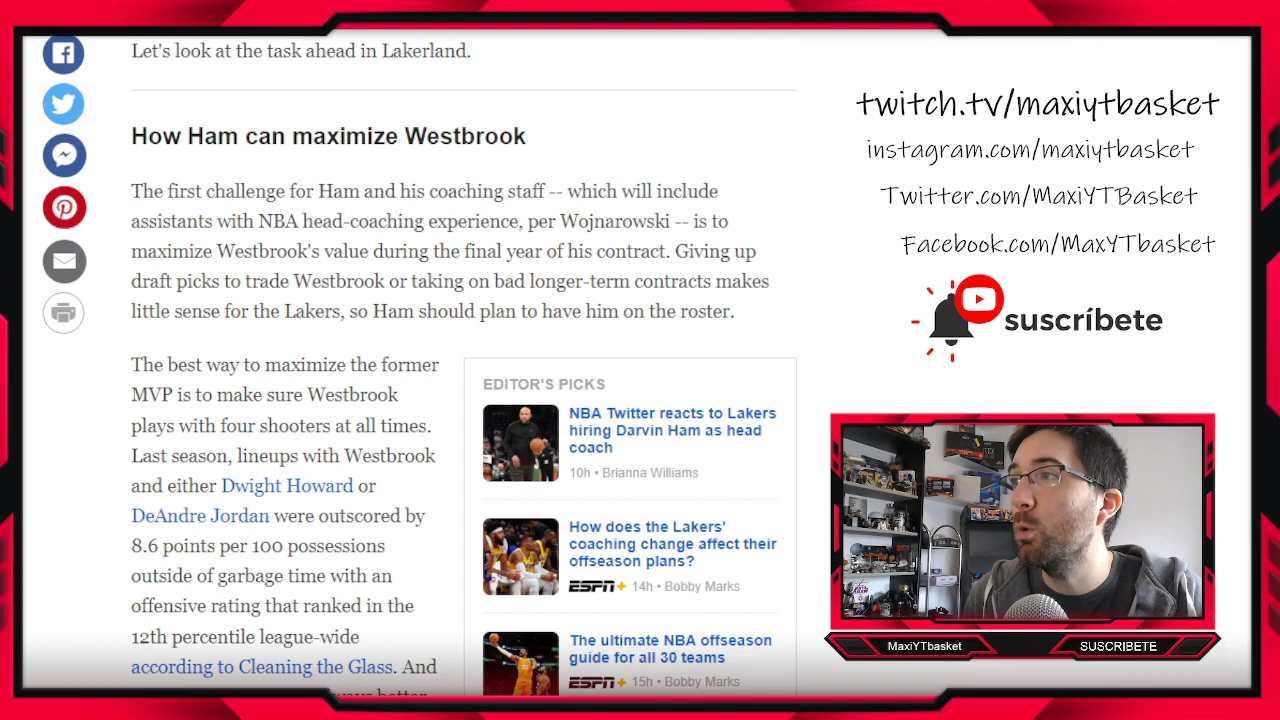 Let's look at the task ahead in Lakerland.
How Ham can maximize Westbrook
The first challenge for Ham and his coaching staff -- which will include
assistants with NBA head-coaching experience, per Wojnarowski -- is to
maximize Westbrook's value during the final year of his contract. Giving up
draft picks to trade Westbrook or taking on bad longer-term contracts makes
little sense for the Lakers, so Ham should plan to have him on the roster.
The best way to maximize the former
MVP is to make sure Westbrook
plays with four shooters at all times.
Last season, lineups with Westbrook
and either Dwight Howard or
DeAndre Jordan were outscored by
8.6 points per 100 possessions
outside of garbage time with an
offensive rating that ranked in the
12th percentile league-wide
according to Cleaning the Glass. And
EDITOR'S PICKS
NBA Twitter reacts to Lakers
hiring Darvin Ham as head
coach
10h • Brianna Williams
How does the Lakers'
coaching change affect their
offseason plans?
ESPN+ 14h • Bobby Marks
The ultimate NBA offseason
guide for all 30 teams
ESPN+ 15h • Bobby Marks
twitch.tv/maxiytbasket
instagram.com/maxiytbasket
Twitter.com/MaxiYTBasket
Facebook.com/MaxYTbasket
suscríbete
MaxiYTbasket
SUSCRIBETE